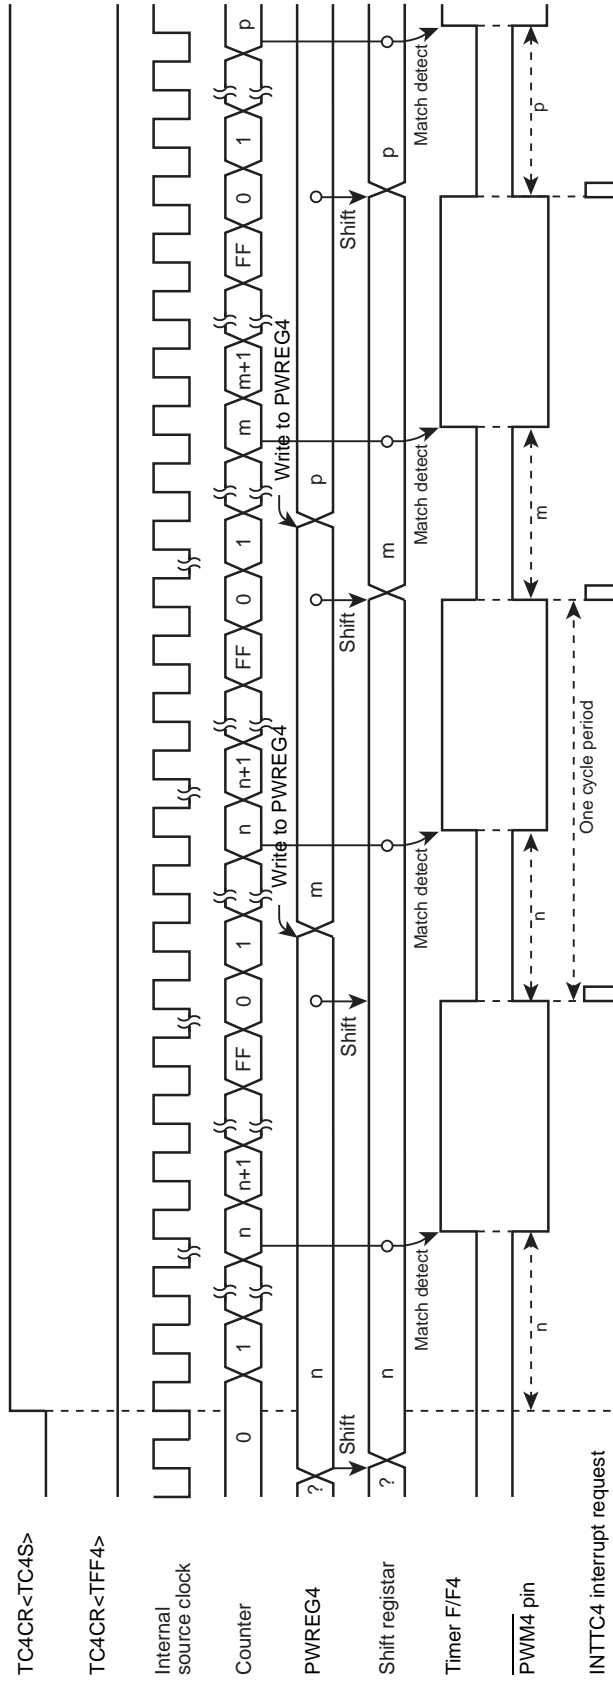 TC4CR<TC4S>
TC4CR<TFF4>
Internal
source clock
Counter 0 1 n n+1 FF 0 1 n n+1 FF 0 1 m m+1 FF 0 1 p
Write to PWREG4 Write to PWREG4
PWREG4 ? n m p
Shift Shift Shift Shift
Shift registar ? n m p
Match detect Match detect Match detect Match detect
Timer F/F4
PWM4 pin n n m p
One cycle period
INTTC4 interrupt request